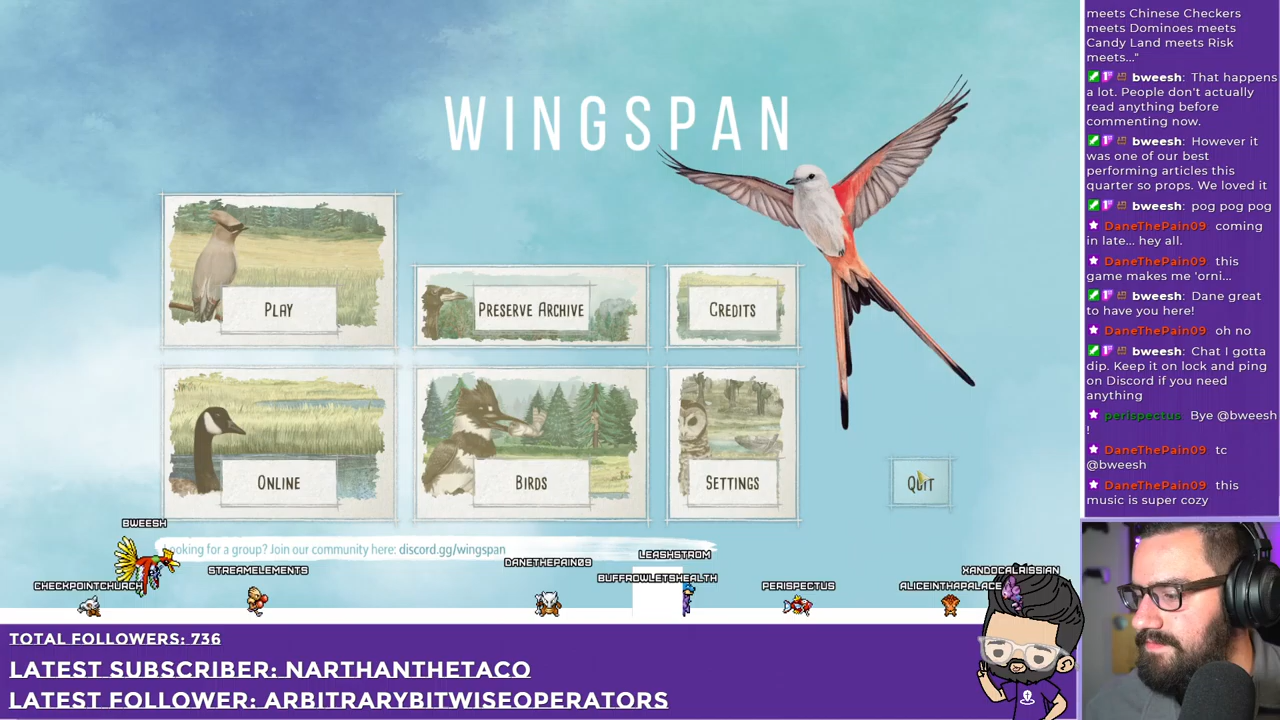 WINGSPAN
PLAY
PRESERVE ARCHIVE
CREDITS
ONLINE
BIRDS
SETTINGS
QUIT
Looking for a group? Join our community here: discord.gg/wingspan
BWEESH
CHECKPOINTCHURCH
STREAMELEMENTS
DANETHEPAIN09
LEASHSTROM
BUFFROWLETSHEALTH
PERISPECTUS
ALICEINTHAPALACE
XANDOCALRISSIAN
TOTAL FOLLOWERS: 736
LATEST SUBSCRIBER: NARTHANTHETACO
LATEST FOLLOWER: ARBITRARYBITWISEOPERATORS
meets Chinese Checkers
meets Dominoes meets
Candy Land meets Risk
meets..."
bweesh: That happens
a lot. People don't actually
read anything before
commenting now.
bweesh: However it
was one of our best
performing articles this
quarter so props. We loved it
bweesh: pog pog pog
DaneThePain09 coming
in late... hey all.
DaneThePain09 this
game makes me 'orni...
bweesh: Dane great
to have you here!
DaneThePain09 oh no
bweesh: Chat I gotta
dip. Keep it on lock and ping
on Discord if you need
anything
perispectus Bye @bweesh
!
DaneThePain09 tc
@bweesh
DaneThePain09 this
music is super cozy